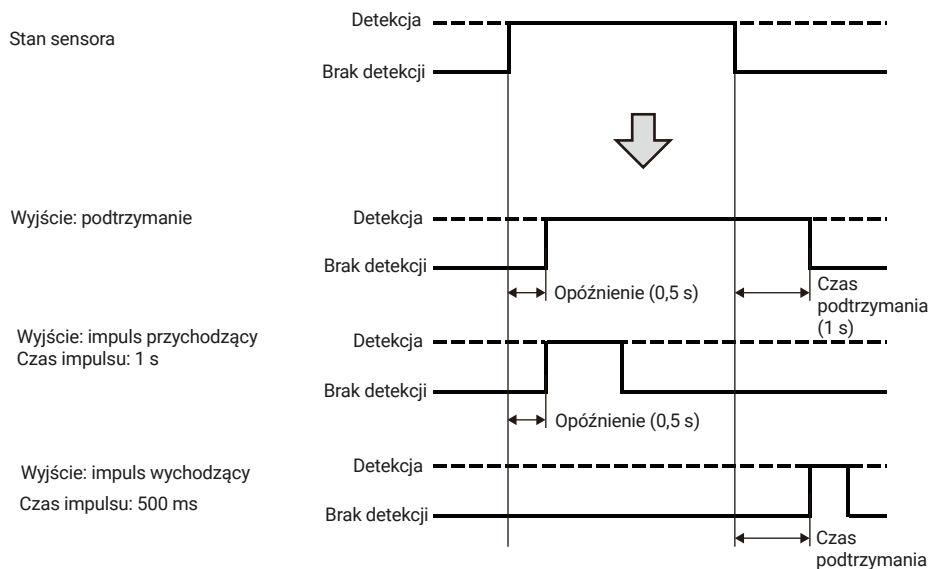 Stan sensora
Detekcja
Brak detekcji
Wyjście: podtrzymanie
Detekcja
Brak detekcji
Opóźnienie (0,5 s)
Czas
podtrzymania
(1 s)
Wyjście: impuls przychodzący
Czas impulsu: 1 s
Detekcja
Brak detekcji
Opóźnienie (0,5 s)
Wyjście: impuls wychodzący
Czas impulsu: 500 ms
Detekcja
Brak detekcji
Czas
podtrzymania